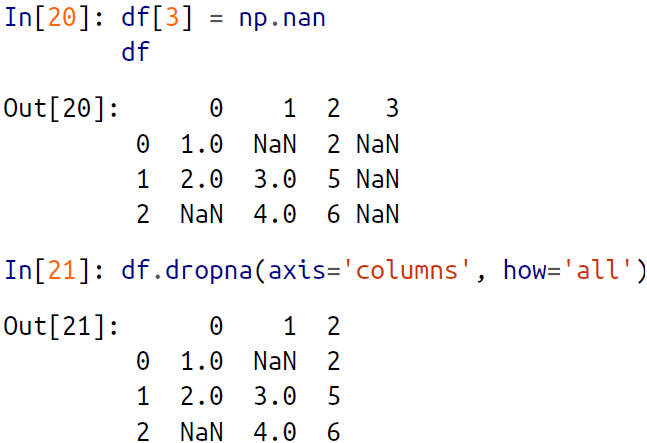 In[20]: df[3] = np.nan
df
Out[20]: 0 1 2 3
0 1.0 NaN 2 NaN
1 2.0 3.0 5 NaN
2 NaN 4.0 6 NaN
In[21]: df.dropna(axis='columns', how='all')
Out[21]: 0 1 2
0 1.0 NaN 2
1 2.0 3.0 5
2 NaN 4.0 6